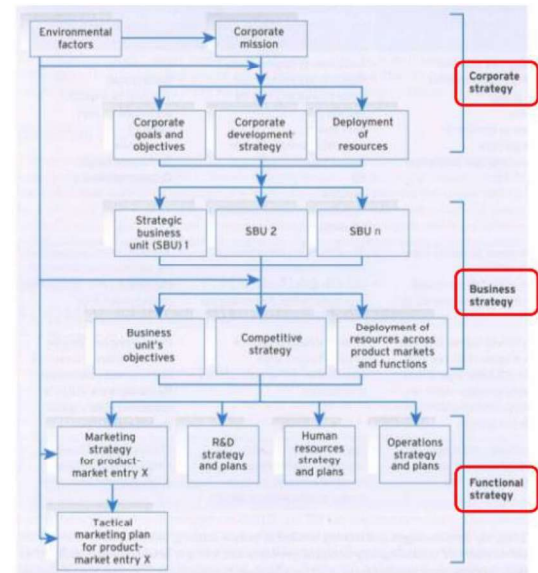 Environmental
factors
Corporate
mission
Corporate
strategy
Corporate
goals and
objectives
Corporate
development
strategy
Deployment
of
resources
Strategic
business
unit (SBU) 1
SBU 2
SBU n
Business
strategy
Business
unit's
objectives
Competitive
strategy
Deployment of
resources across
product markets
and functions
Marketing
strategy
for product-
market entry X
R&D
strategy
and plans
Human
resources
strategy
and plans
Operations
strategy
and plans
Functional
strategy
Tactical
marketing plan
for product-
market entry X